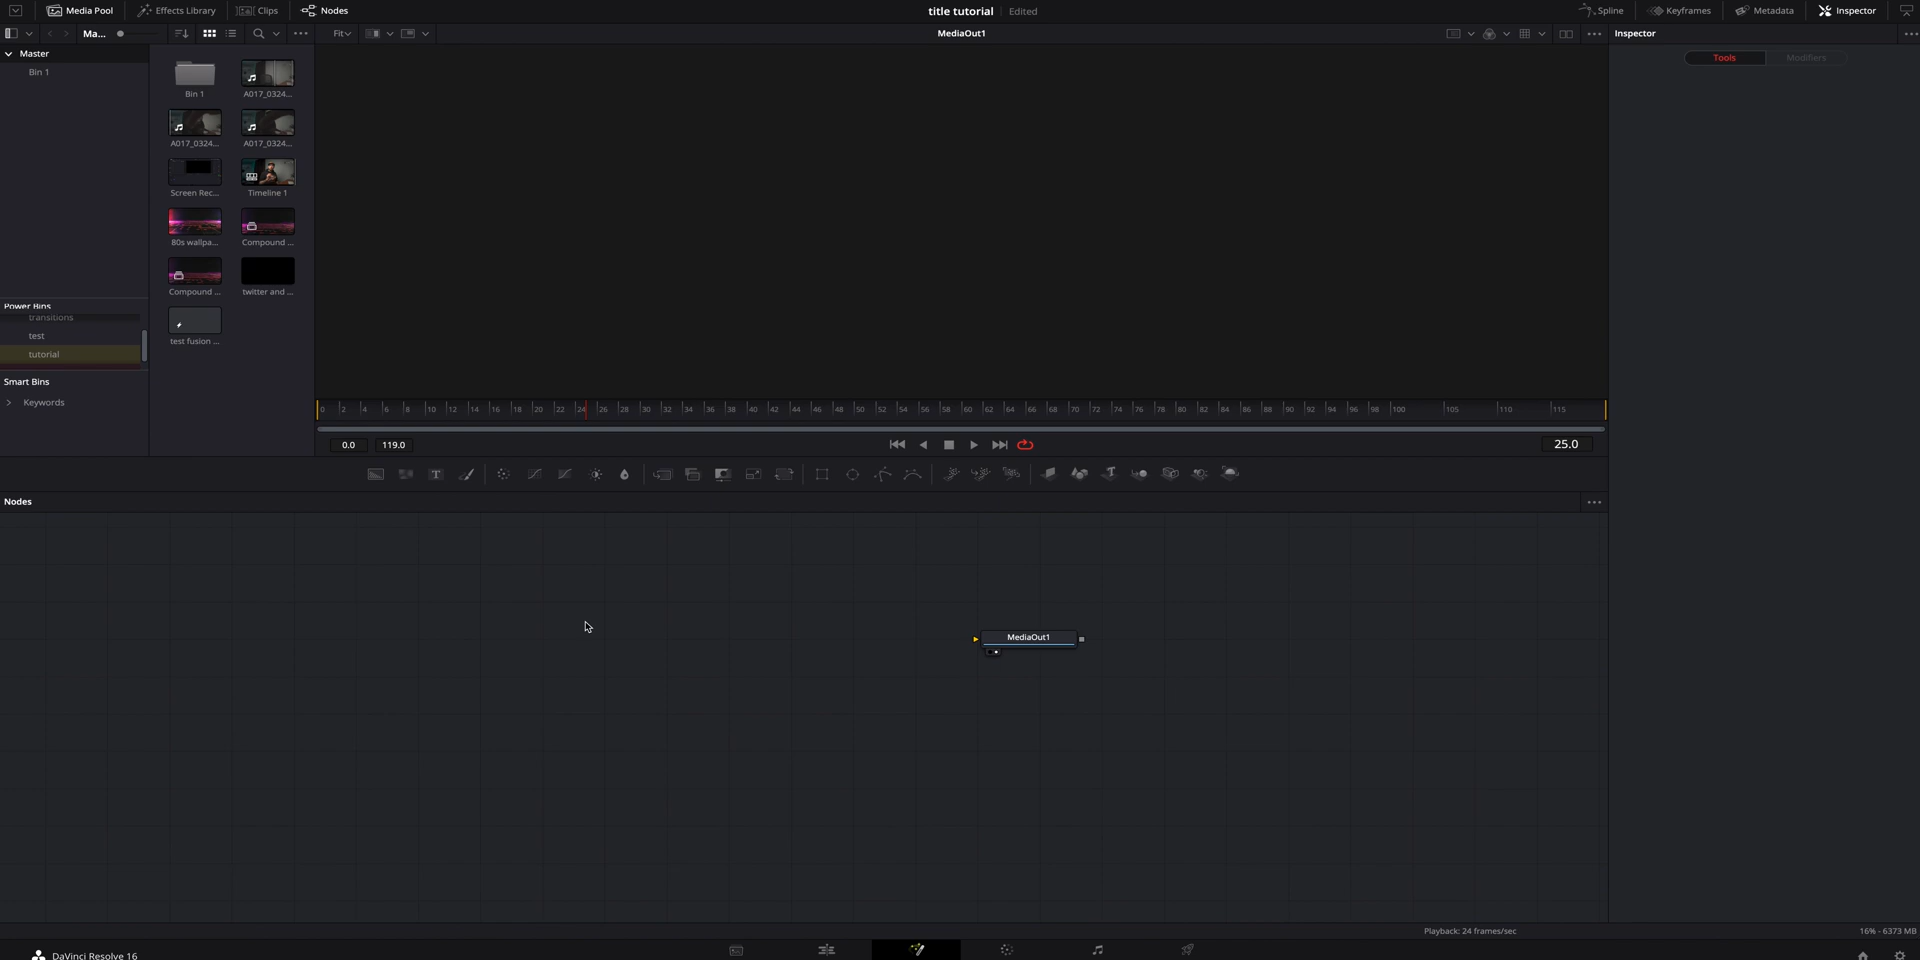 Media Pool Effects Library Clips Nodes title tutorial Edited Spline Keyframes Metadata Inspector
Ma... Fit MediaOut1 Inspector
Master
Bin 1
Tools Modifiers
Bin 1 A017_0324...
A017_0324... A017_0324...
Screen Rec... Timeline 1
80s wallpa... Compound ...
Compound ... twitter and ...
test fusion ...
Power Bins
transitions
test
tutorial
Smart Bins
Keywords
0 2 4 6 8 10 12 14 16 18 20 22 24 26 28 30 32 34 36 38 40 42 44 46 48 50 52 54 56 58 60 62 64 66 68 70 72 74 76 78 80 82 84 86 88 90 92 94 96 98 100 105 110 115
0.0 119.0 25.0
T
Nodes
MediaOut1
Playback: 24 frames/sec 16% - 6373 MB
DaVinci Resolve 16